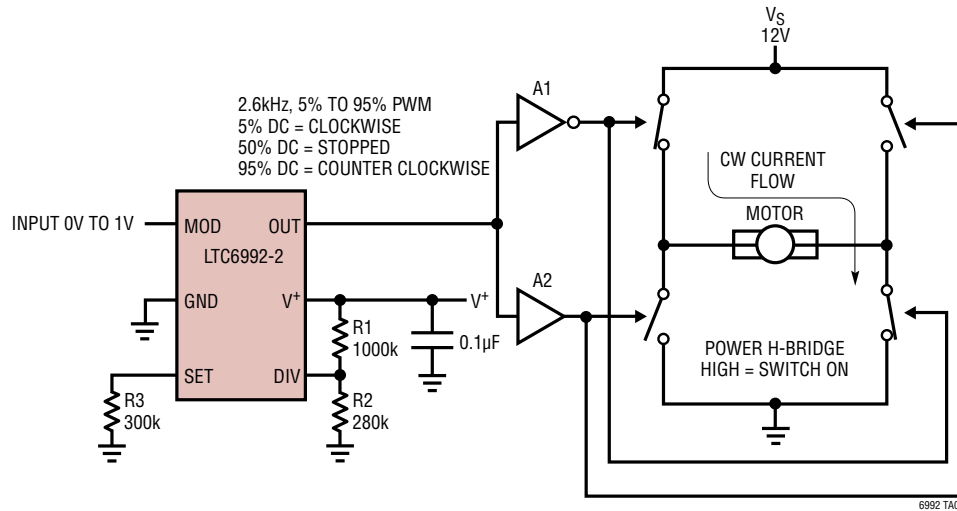 V_S
12V
A1
2.6kHz, 5% TO 95% PWM
5% DC = CLOCKWISE
50% DC = STOPPED
95% DC = COUNTER CLOCKWISE
CW CURRENT
FLOW
MOTOR
INPUT 0V TO 1V
MOD
OUT
LTC6992-2
A2
GND
V⁺
V⁺
R1
1000k
0.1µF
POWER H-BRIDGE
HIGH = SWITCH ON
SET
DIV
R3
300k
R2
280k
6992